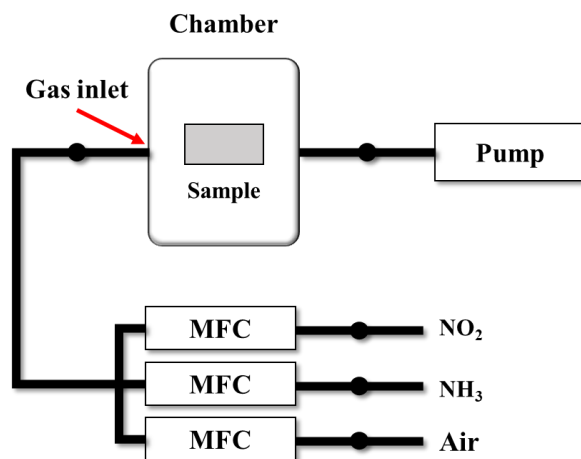 Chamber
Gas inlet
Sample
Pump
MFC
NO₂
MFC
NH₃
MFC
Air